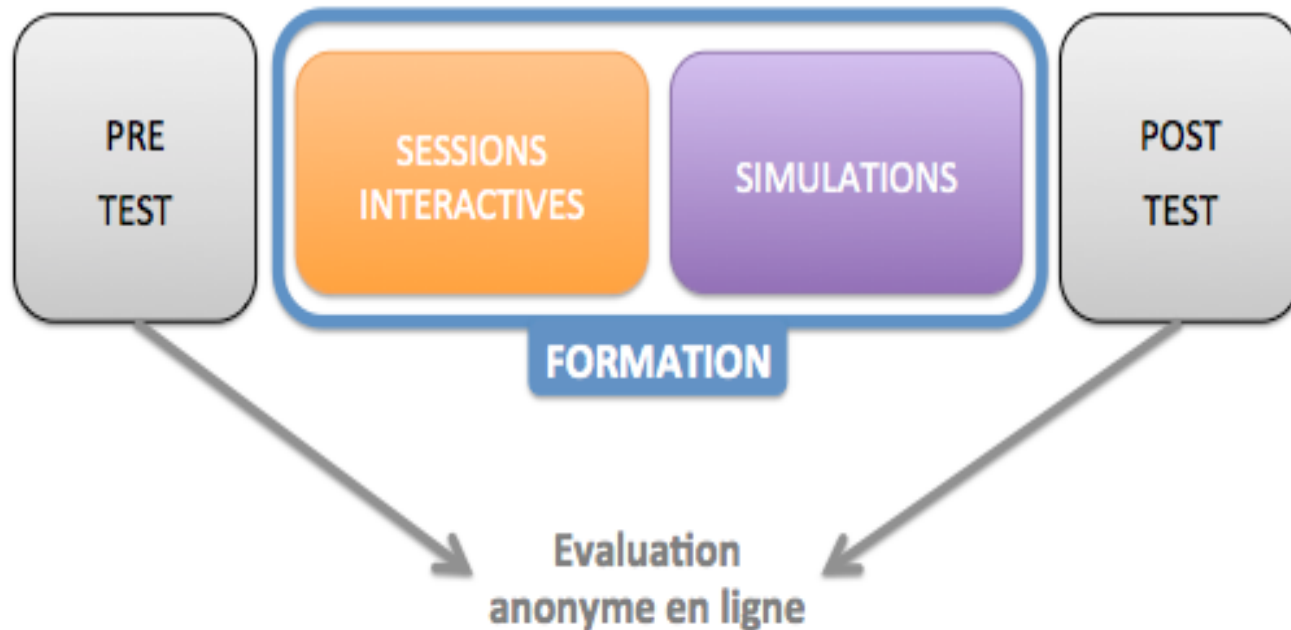 PRE
TEST
SESSIONS
INTERACTIVES
SIMULATIONS
POST
TEST
FORMATION
Evaluation
anonyme en ligne